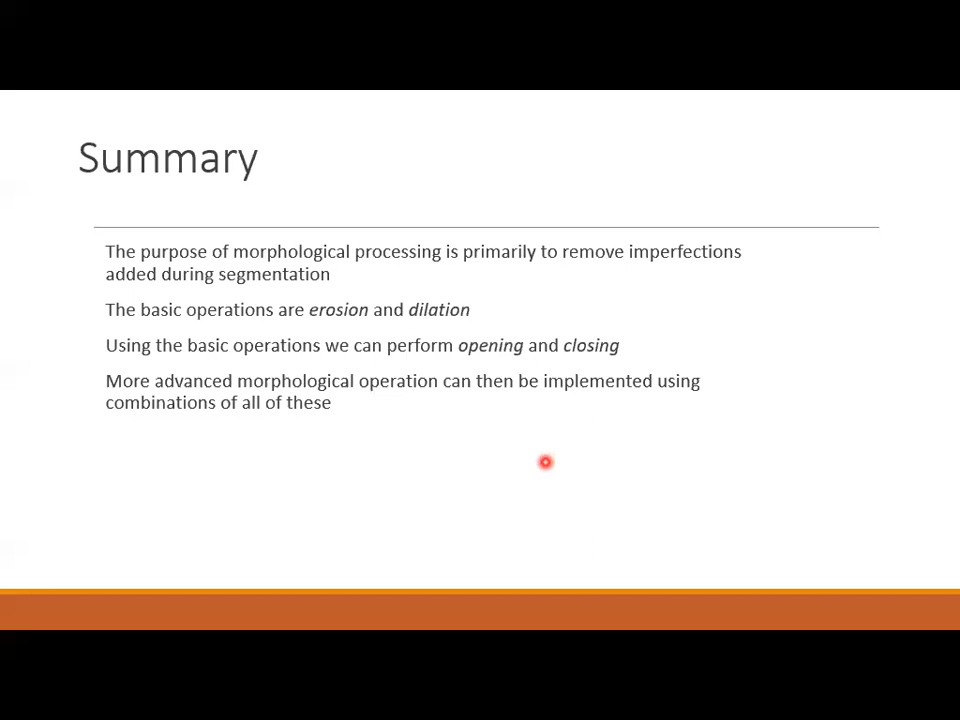 Summary
The purpose of morphological processing is primarily to remove imperfections
added during segmentation
The basic operations are erosion and dilation
Using the basic operations we can perform opening and closing
More advanced morphological operation can then be implemented using
combinations of all of these